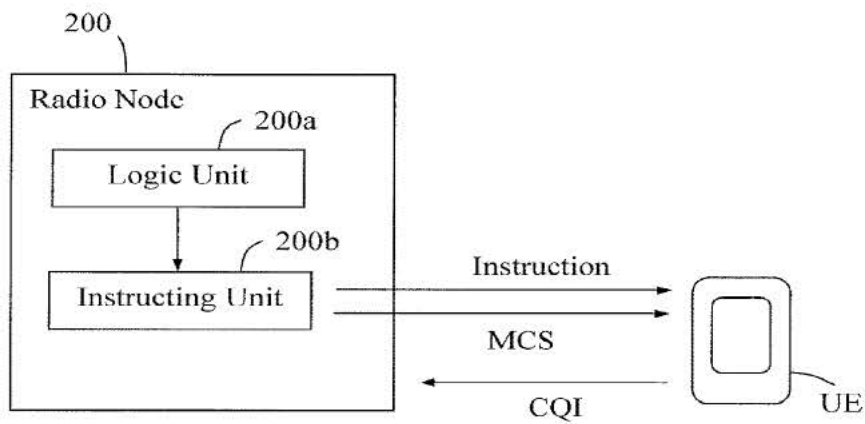 200
Radio Node
200a
Logic Unit
200b
Instructing Unit
Instruction
MCS
CQI
UE